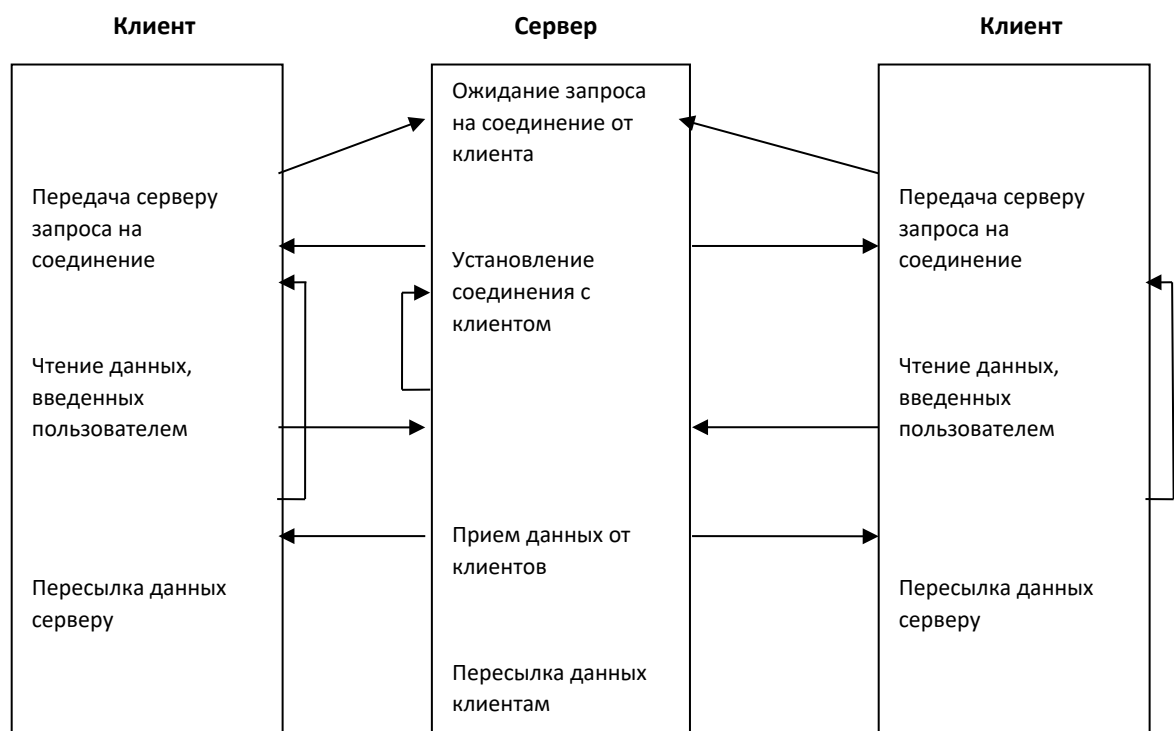 Клиент
Сервер
Клиент
Передача серверу
запроса на
соединение
Чтение данных,
введенных
пользователем
Пересылка данных
серверу
Ожидание запроса
на соединение от
клиента
Установление
соединения с
клиентом
Прием данных от
клиентов
Пересылка данных
клиентам
Передача серверу
запроса на
соединение
Чтение данных,
введенных
пользователем
Пересылка данных
серверу